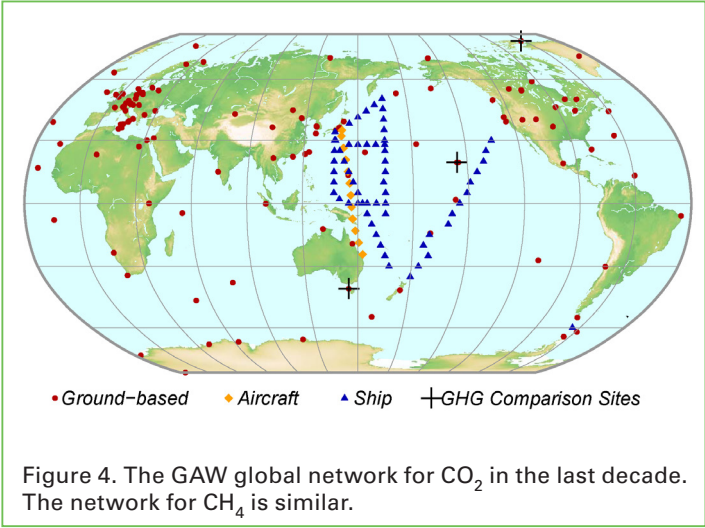 Ground−based Aircraft Ship GHG Comparison Sites
Figure 4. The GAW global network for CO2 in the last decade.
The network for CH4 is similar.